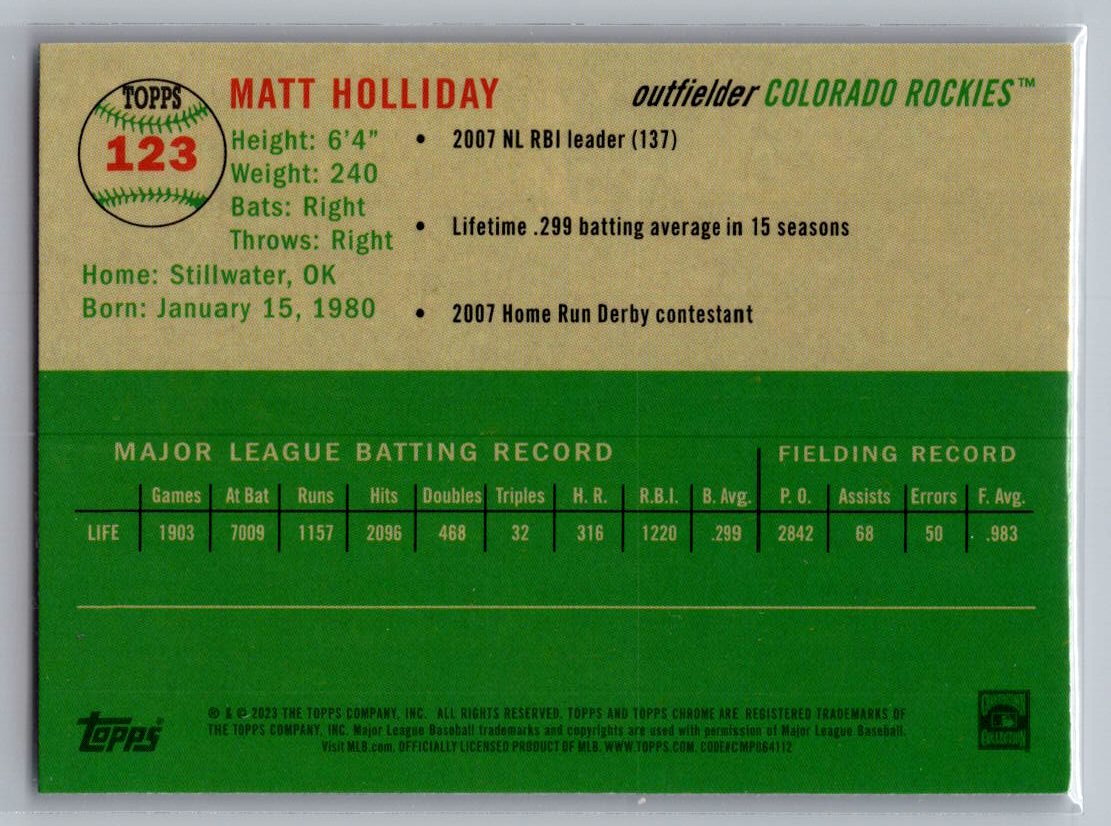 TOPPS
123
MATT HOLLIDAY
outfielder COLORADO ROCKIES™
Height: 6'4"
Weight: 240
Bats: Right
Throws: Right
Home: Stillwater, OK
Born: January 15, 1980
• 2007 NL RBI leader (137)
• Lifetime .299 batting average in 15 seasons
• 2007 Home Run Derby contestant
MAJOR LEAGUE BATTING RECORD FIELDING RECORD
Games At Bat Runs Hits Doubles Triples H. R. R.B.I. B. Avg. P. O. Assists Errors F. Avg.
LIFE 1903 7009 1157 2096 468 32 316 1220 .299 2842 68 50 .983
Topps®
® & © 2023 THE TOPPS COMPANY, INC. ALL RIGHTS RESERVED. TOPPS AND TOPPS CHROME ARE REGISTERED TRADEMARKS OF
THE TOPPS COMPANY, INC. Major League Baseball trademarks and copyrights are used with permission of Major League Baseball.
Visit MLB.com. OFFICIALLY LICENSED PRODUCT OF MLB. WWW.TOPPS.COM. CODE#CMP064112
COLLECTION